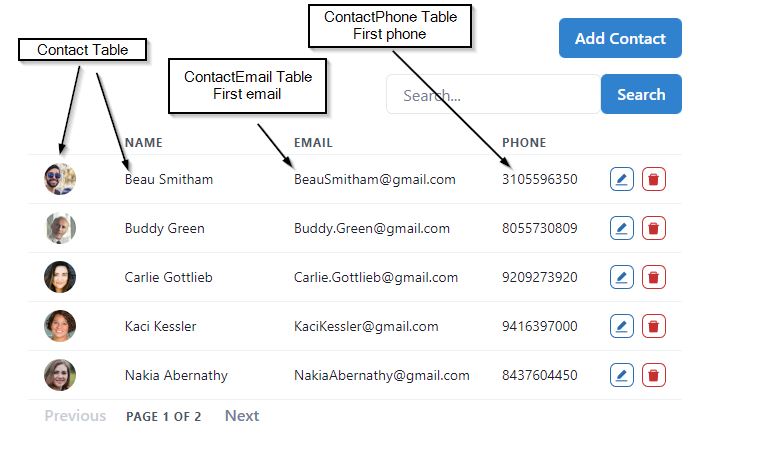 ContactPhone Table
First phone
Add Contact
Contact Table
ContactEmail Table
First email
Search...
Search
NAME EMAIL PHONE
Beau Smitham BeauSmitham@gmail.com 3105596350
Buddy Green Buddy.Green@gmail.com 8055730809
Carlie Gottlieb Carlie.Gottlieb@gmail.com 9209273920
Kaci Kessler KaciKessler@gmail.com 9416397000
Nakia Abernathy NakiaAbernathy@gmail.com 8437604450
Previous PAGE 1 OF 2 Next